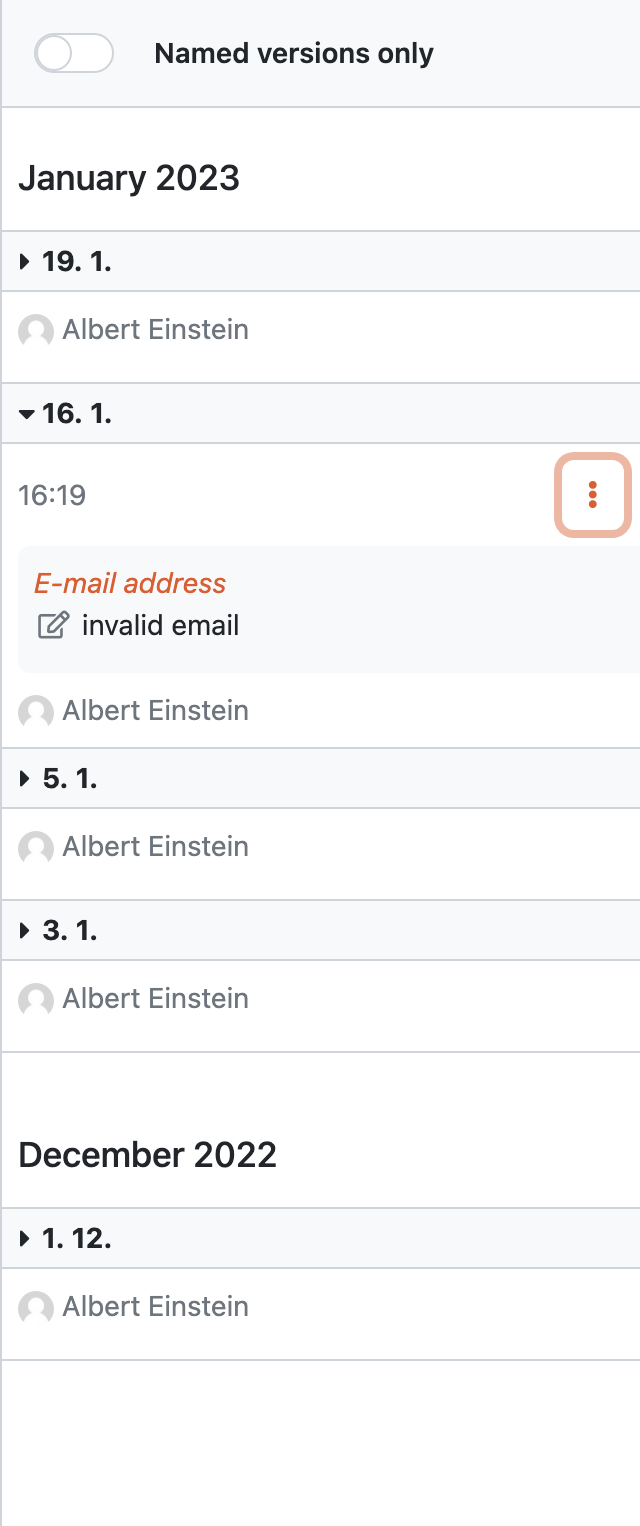 Named versions only
January 2023
19. 1.
Albert Einstein
16. 1.
16:19
E-mail address
invalid email
Albert Einstein
5. 1.
Albert Einstein
3. 1.
Albert Einstein
December 2022
1. 12.
Albert Einstein